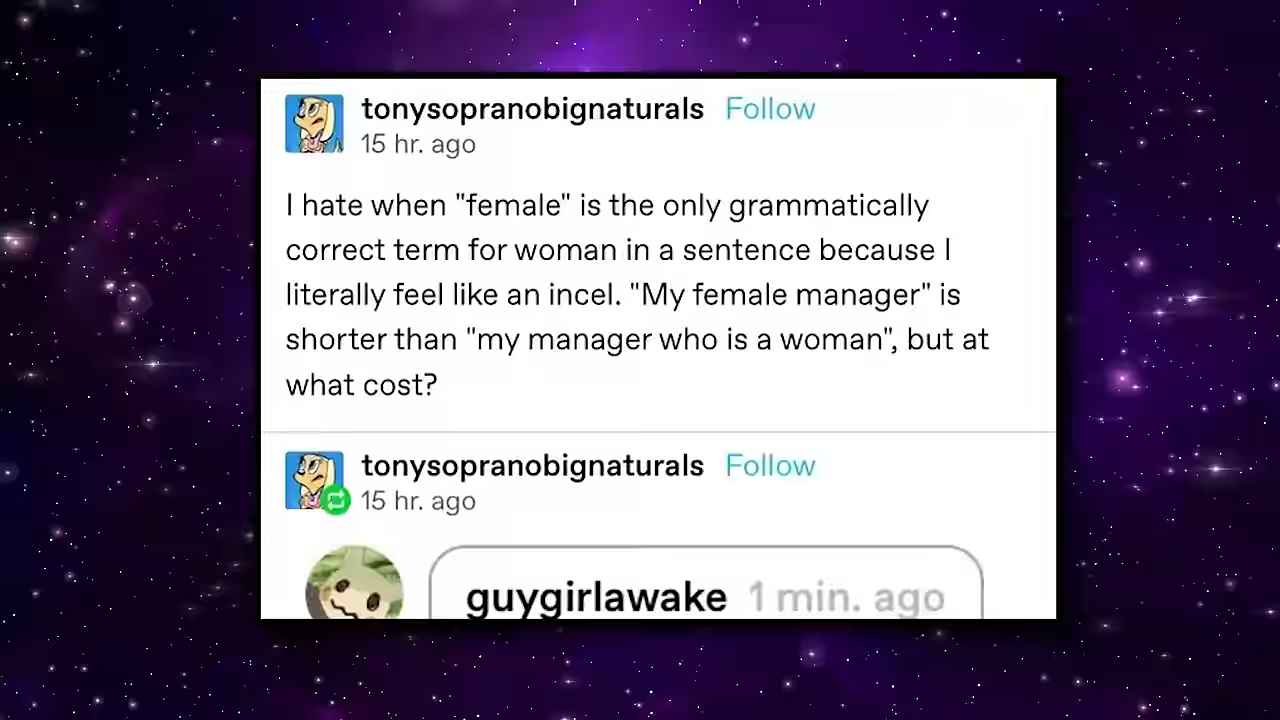 tonysopranobignaturals Follow
15 hr. ago
I hate when "female" is the only grammatically
correct term for woman in a sentence because I
literally feel like an incel. "My female manager" is
shorter than "my manager who is a woman", but at
what cost?
tonysopranobignaturals Follow
15 hr. ago
guygirlawake 1 min. ago